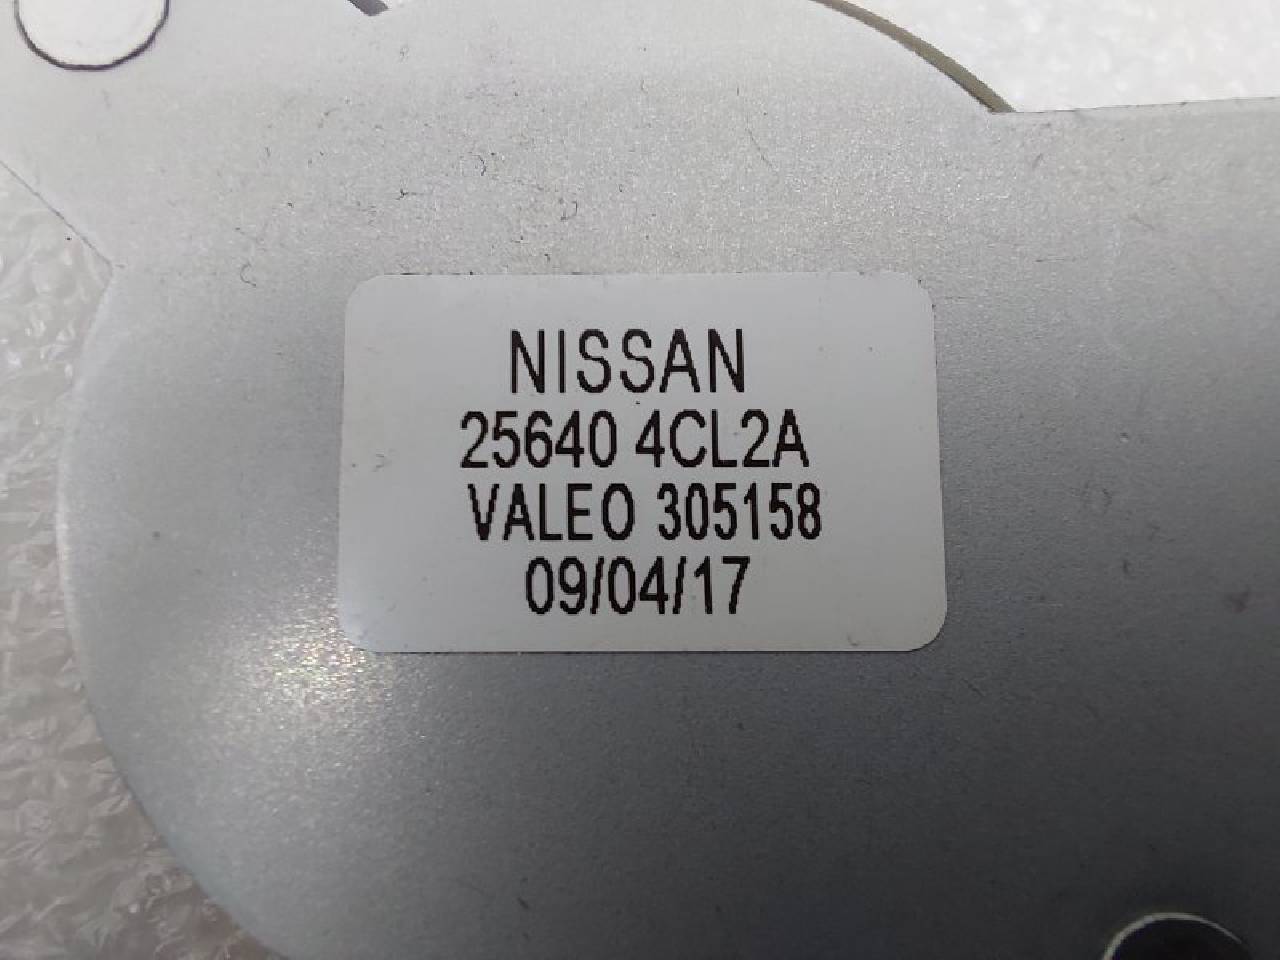 NISSAN
25640 4CL2A
VALEO 305158
09/04/17